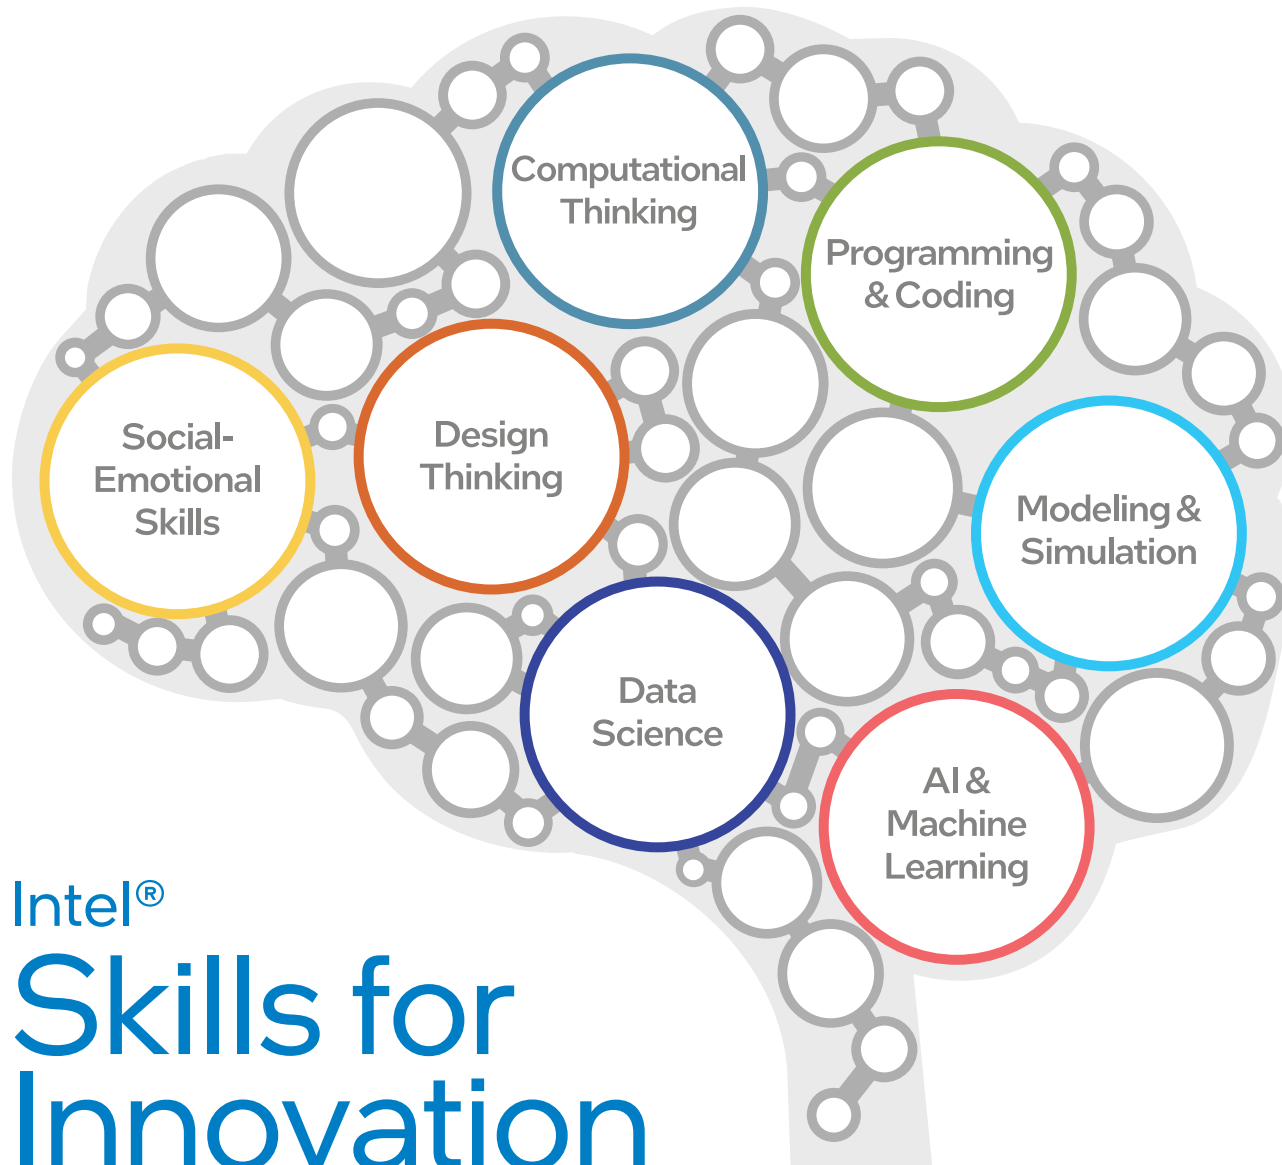 Computational
Thinking
Programming
& Coding
Social-
Emotional
Skills
Design
Thinking
Modeling &
Simulation
Data
Science
AI &
Machine
Learning
Intel®
Skills for
Innovation